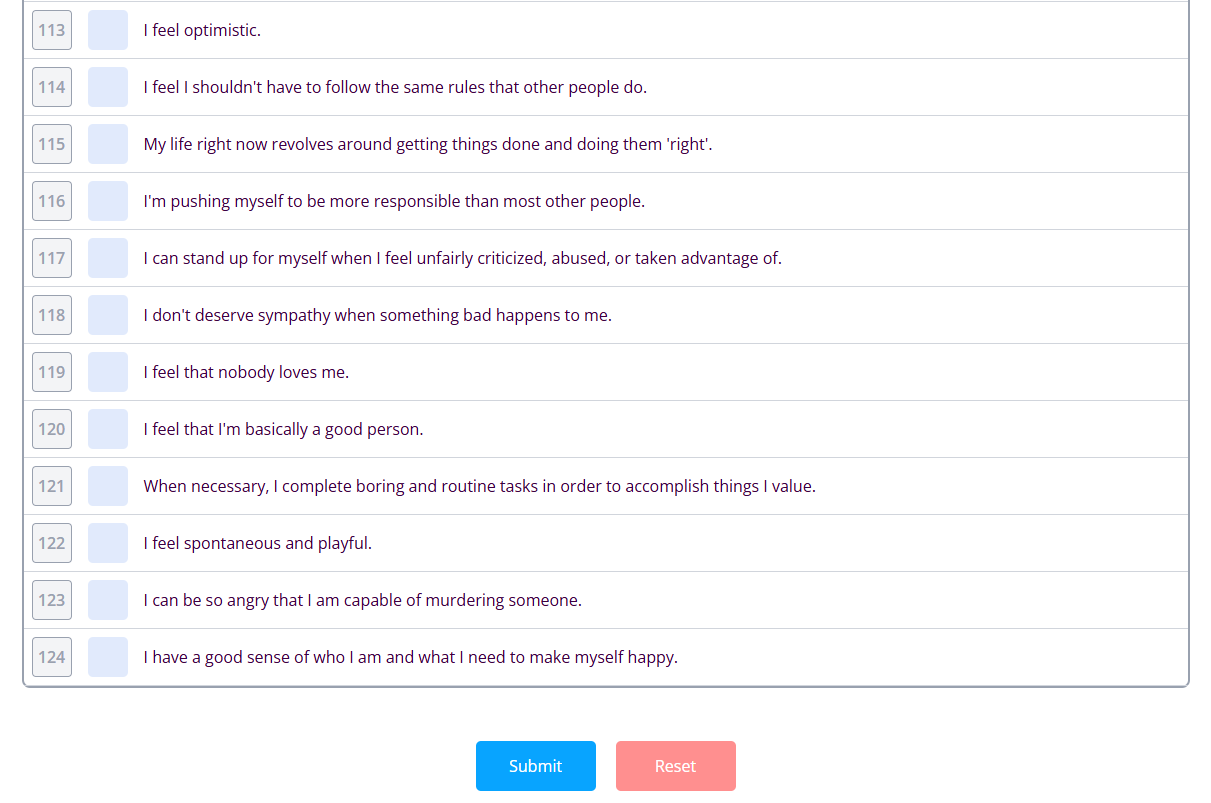 113 I feel optimistic.
114 I feel I shouldn't have to follow the same rules that other people do.
115 My life right now revolves around getting things done and doing them 'right'.
116 I'm pushing myself to be more responsible than most other people.
117 I can stand up for myself when I feel unfairly criticized, abused, or taken advantage of.
118 I don't deserve sympathy when something bad happens to me.
119 I feel that nobody loves me.
120 I feel that I'm basically a good person.
121 When necessary, I complete boring and routine tasks in order to accomplish things I value.
122 I feel spontaneous and playful.
123 I can be so angry that I am capable of murdering someone.
124 I have a good sense of who I am and what I need to make myself happy.
Submit Reset